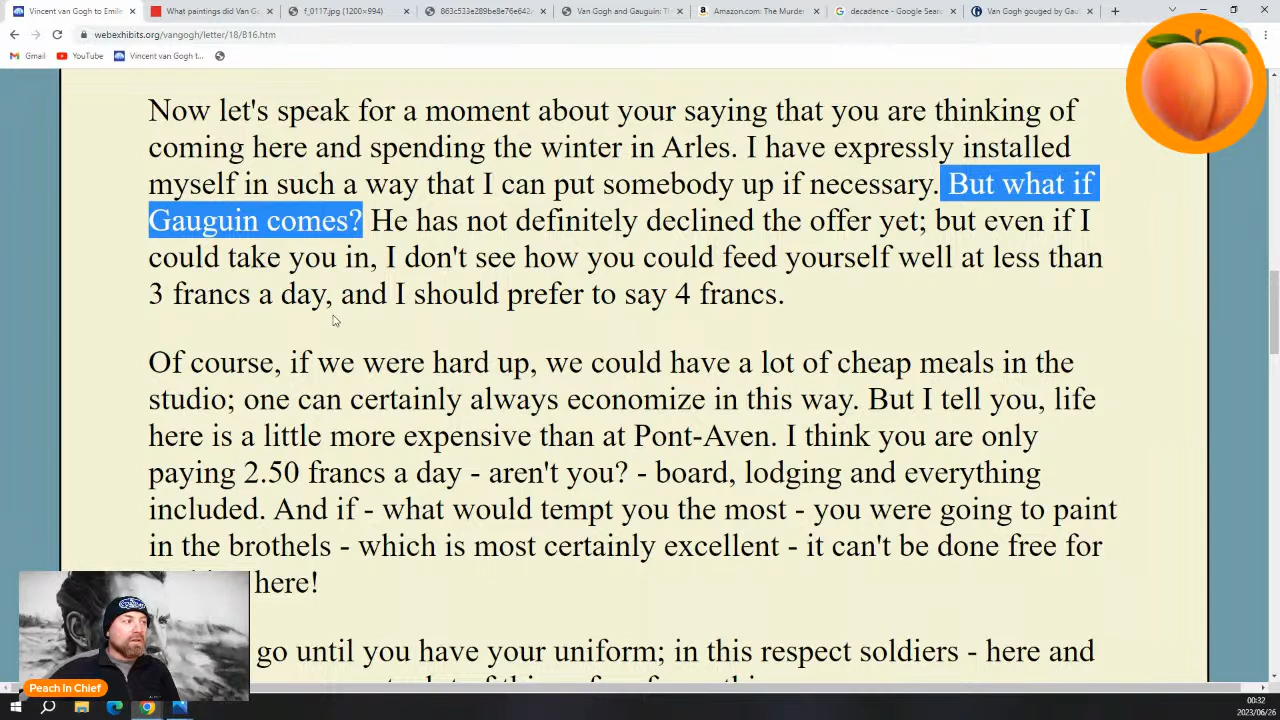 Vincent van Gogh to Emile
What paintings did Van Go
f_0117.jpg (1200×994)
863c533e289be8e76e642
Van Gogh and Gauguin: The
Amazon.com: The Murder
decadence - Google Sear
Van Gogh gouged by Gau
webexhibits.org/vangogh/letter/18/B16.htm
Gmail
YouTube
Vincent van Gogh t...
Now let's speak for a moment about your saying that you are thinking of
coming here and spending the winter in Arles. I have expressly installed
myself in such a way that I can put somebody up if necessary. But what if
Gauguin comes? He has not definitely declined the offer yet; but even if I
could take you in, I don't see how you could feed yourself well at less than
3 francs a day, and I should prefer to say 4 francs.
Of course, if we were hard up, we could have a lot of cheap meals in the
studio; one can certainly always economize in this way. But I tell you, life
here is a little more expensive than at Pont-Aven. I think you are only
paying 2.50 francs a day - aren't you? - board, lodging and everything
included. And if - what would tempt you the most - you were going to paint
in the brothels - which is most certainly excellent - it can't be done free for
here!
go until you have your uniform; in this respect soldiers - here and
Peach in Chief
00:32
2023/06/26